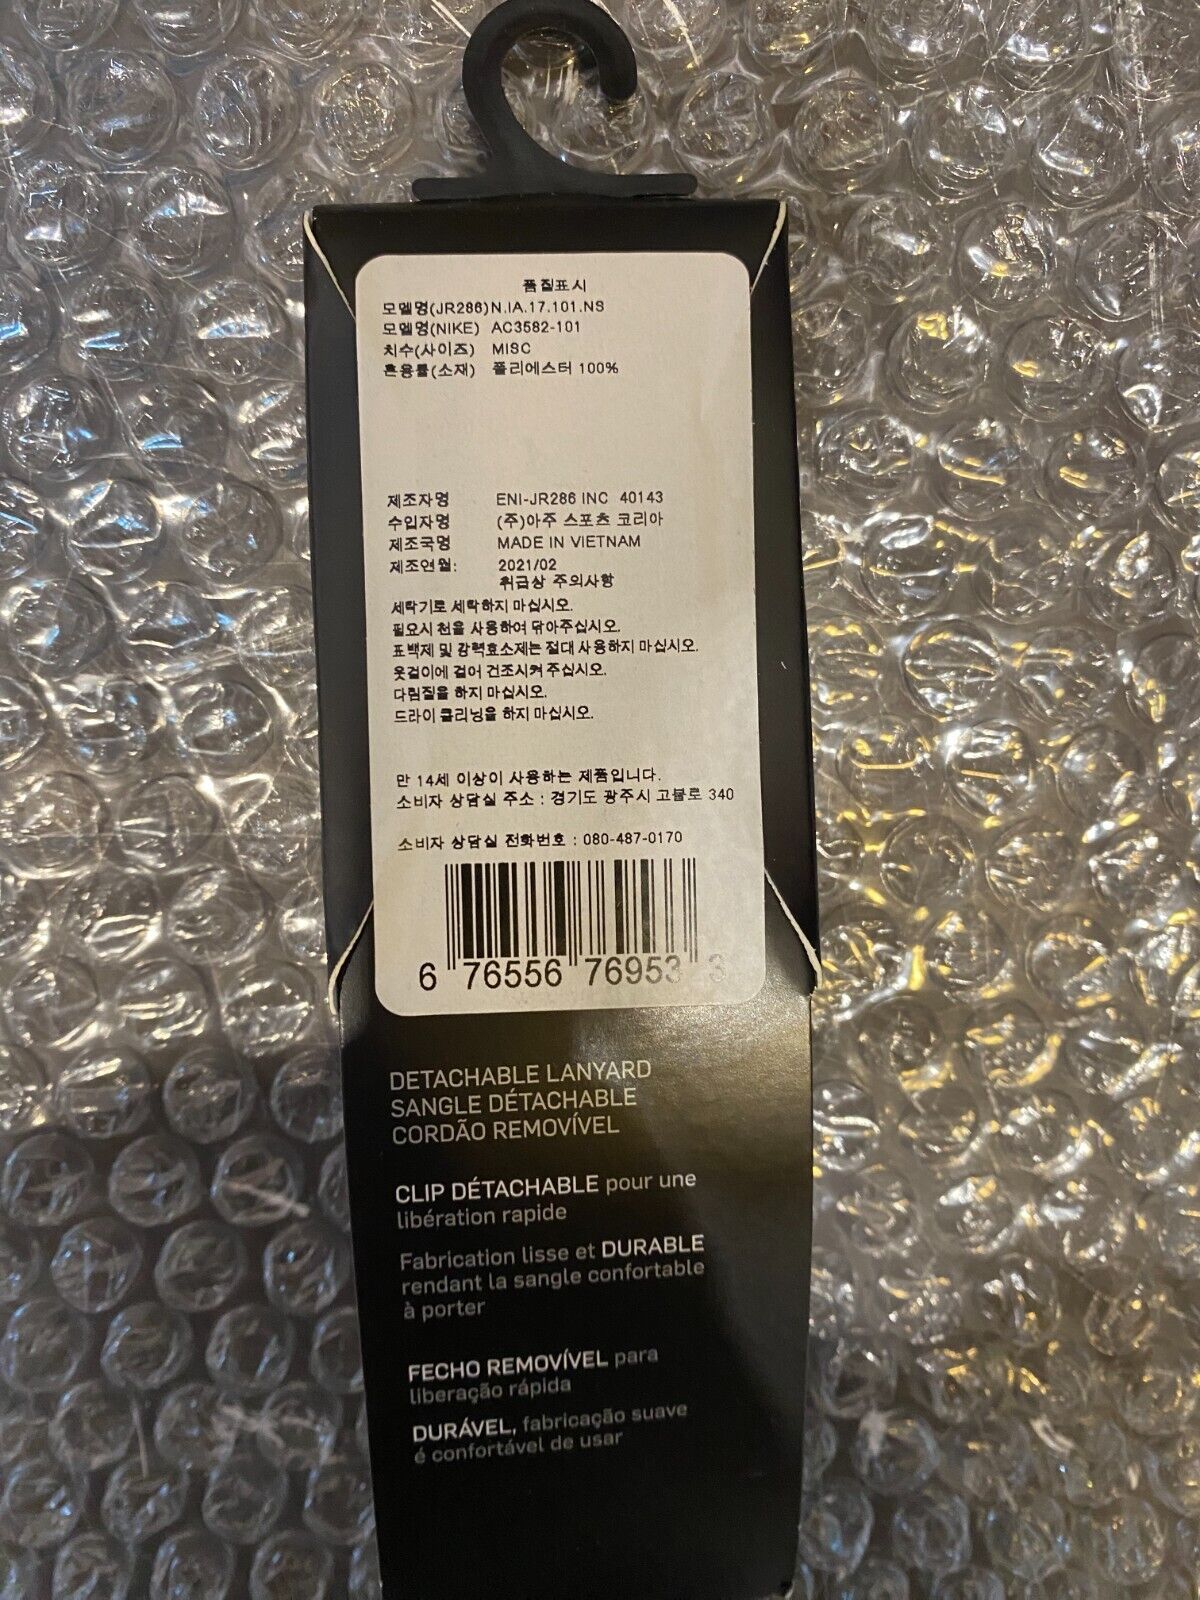 품질표시
모델명(JR286) N.IA.17.101.NS
모델명(NIKE) AC3582-101
치수(사이즈) MISC
혼용률(소재) 폴리에스터 100%
제조자명 ENI-JR286 INC 40143
수입자명 (주)아주 스포츠 코리아
제조국명 MADE IN VIETNAM
제조연월: 2021/02
취급상 주의사항
세탁기로 세탁하지 마십시오.
필요시 천을 사용하여 닦아주십시오.
표백제 및 강력효소제는 절대 사용하지 마십시오.
옷걸이에 걸어 건조시켜 주십시오.
다림질을 하지 마십시오.
드라이 클리닝을 하지 마십시오.
만 14세 이상이 사용하는 제품입니다.
소비자 상담실 주소 : 경기도 광주시 고불로 340
소비자 상담실 전화번호 : 080-487-0170
6 76556 76953 3
DETACHABLE LANYARD
SANGLE DÉTACHABLE
CORDÃO REMOVÍVEL
CLIP DÉTACHABLE pour une
libération rapide
Fabrication lisse et DURABLE
rendant la sangle confortable
à porter
FECHO REMOVÍVEL para
liberação rápida
DURÁVEL, fabricação suave
é confortável de usar